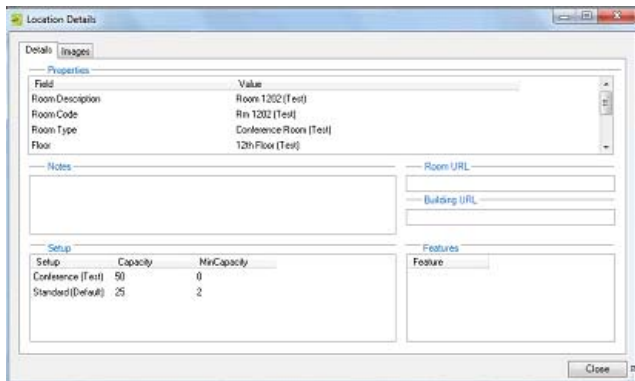 Location Details
Details Images
Properties
Field Value
Room Description Room 1202 (Test)
Room Code Rm 1202 (Test)
Room Type Conference Room (Test)
Floor 12th Floor (Test)
Notes Room URL
Building URL
Setup Features
Setup Capacity MinCapacity Feature
Conference (Test) 50 0
Standard (Default) 25 2
Close